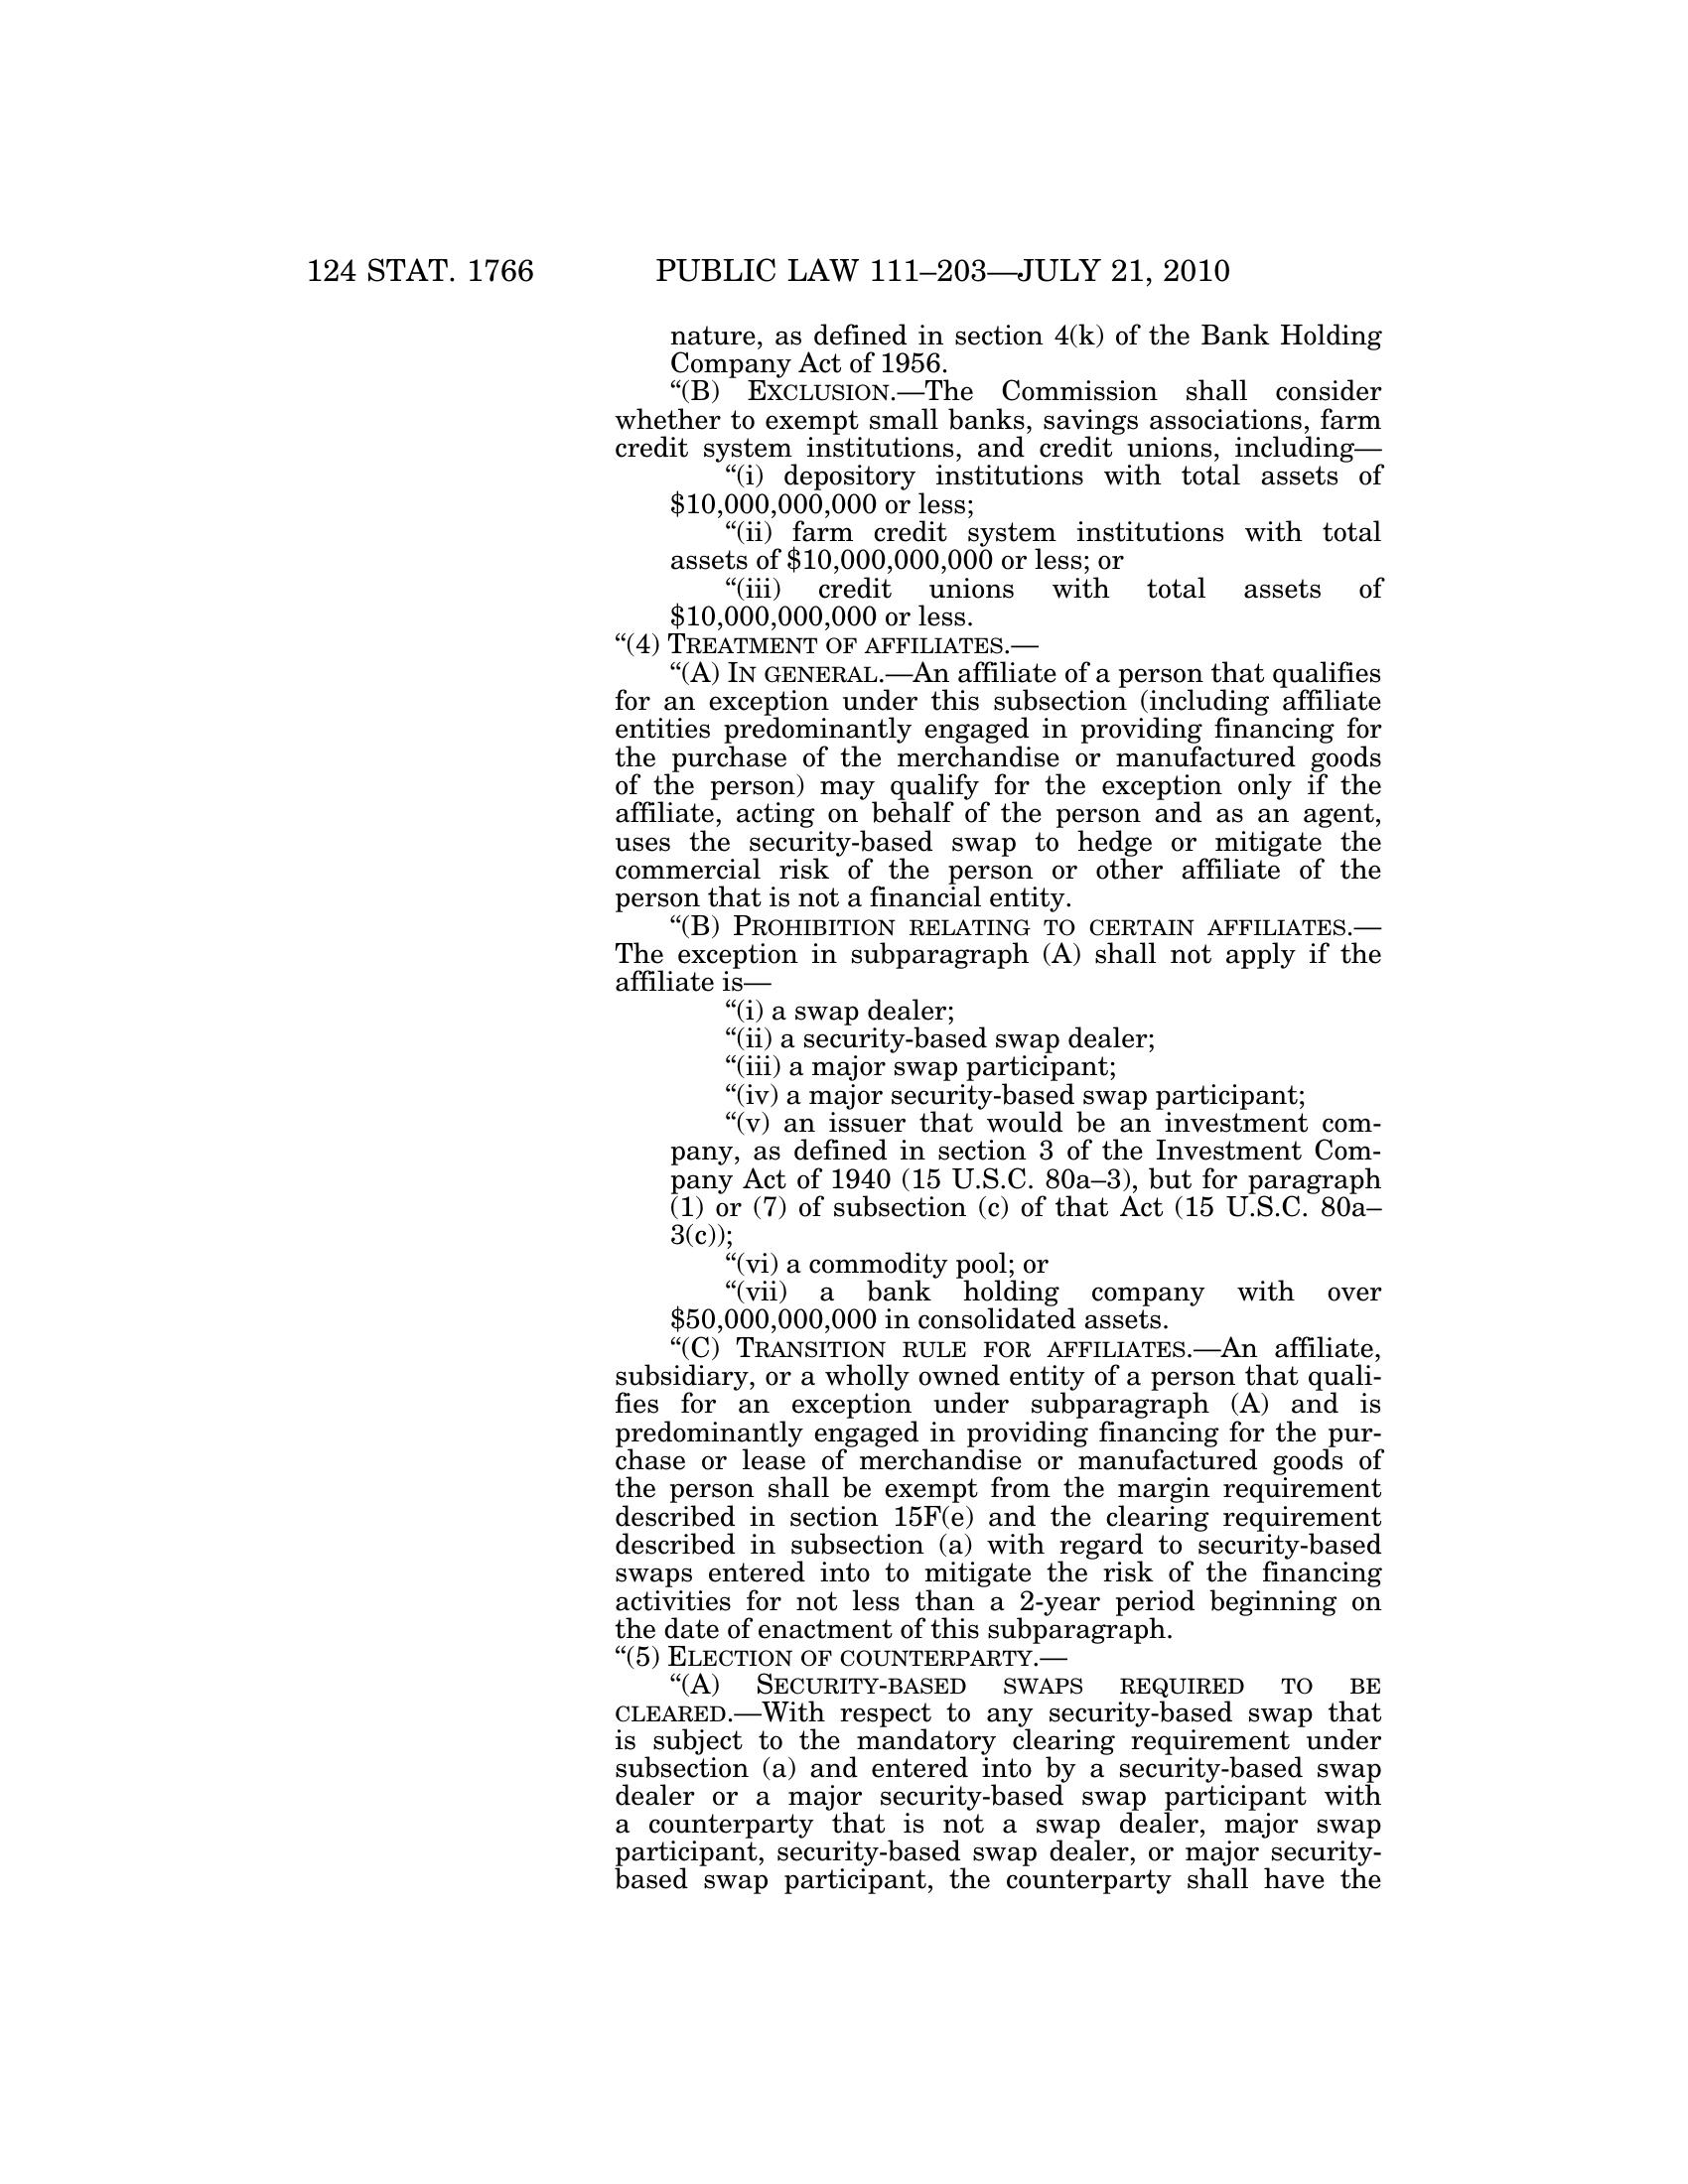 124 STAT. 1766 PUBLIC LAW 111–203—JULY 21, 2010
nature, as defined in section 4(k) of the Bank Holding
Company Act of 1956.
“(B) EXCLUSION.—The Commission shall consider
whether to exempt small banks, savings associations, farm
credit system institutions, and credit unions, including—
“(i) depository institutions with total assets of
$10,000,000,000 or less;
“(ii) farm credit system institutions with total
assets of $10,000,000,000 or less; or
“(iii) credit unions with total assets of
$10,000,000,000 or less.
“(4) TREATMENT OF AFFILIATES.—
“(A) IN GENERAL.—An affiliate of a person that qualifies
for an exception under this subsection (including affiliate
entities predominantly engaged in providing financing for
the purchase of the merchandise or manufactured goods
of the person) may qualify for the exception only if the
affiliate, acting on behalf of the person and as an agent,
uses the security-based swap to hedge or mitigate the
commercial risk of the person or other affiliate of the
person that is not a financial entity.
“(B) PROHIBITION RELATING TO CERTAIN AFFILIATES.—
The exception in subparagraph (A) shall not apply if the
affiliate is—
“(i) a swap dealer;
“(ii) a security-based swap dealer;
“(iii) a major swap participant;
“(iv) a major security-based swap participant;
“(v) an issuer that would be an investment com-
pany, as defined in section 3 of the Investment Com-
pany Act of 1940 (15 U.S.C. 80a–3), but for paragraph
(1) or (7) of subsection (c) of that Act (15 U.S.C. 80a–
3(c));
“(vi) a commodity pool; or
“(vii) a bank holding company with over
$50,000,000,000 in consolidated assets.
“(C) TRANSITION RULE FOR AFFILIATES.—An affiliate,
subsidiary, or a wholly owned entity of a person that quali-
fies for an exception under subparagraph (A) and is
predominantly engaged in providing financing for the pur-
chase or lease of merchandise or manufactured goods of
the person shall be exempt from the margin requirement
described in section 15F(e) and the clearing requirement
described in subsection (a) with regard to security-based
swaps entered into to mitigate the risk of the financing
activities for not less than a 2-year period beginning on
the date of enactment of this subparagraph.
“(5) ELECTION OF COUNTERPARTY.—
“(A) SECURITY-BASED SWAPS REQUIRED TO BE
CLEARED.—With respect to any security-based swap that
is subject to the mandatory clearing requirement under
subsection (a) and entered into by a security-based swap
dealer or a major security-based swap participant with
a counterparty that is not a swap dealer, major swap
participant, security-based swap dealer, or major security-
based swap participant, the counterparty shall have the